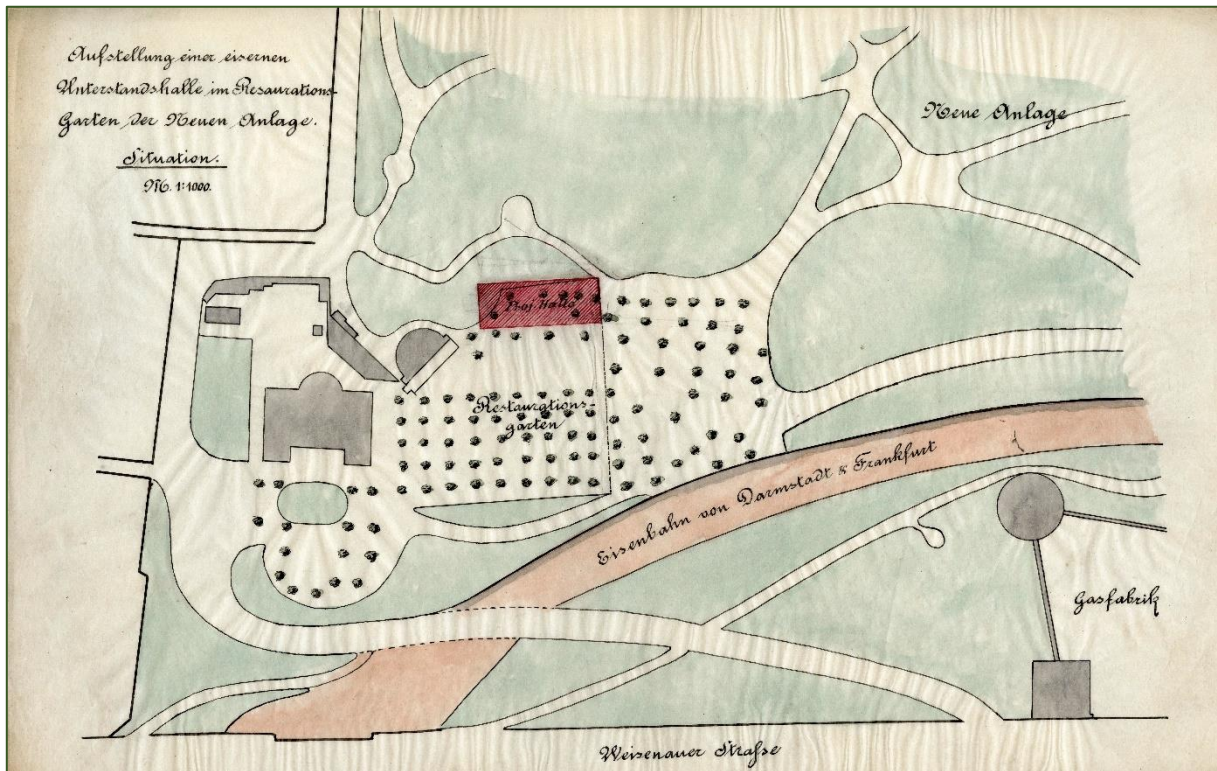 Aufstellung einer eisernen
Unterstandshalle im Resaurations-
Garten der Neuen Anlage.
Situation.
M. 1:1000.
Neue Anlage
Proj. Halle
Restaurations-
garten
Eisenbahn von Darmstadt & Frankfurt
Gasfabrik
Weisenauer Straſse